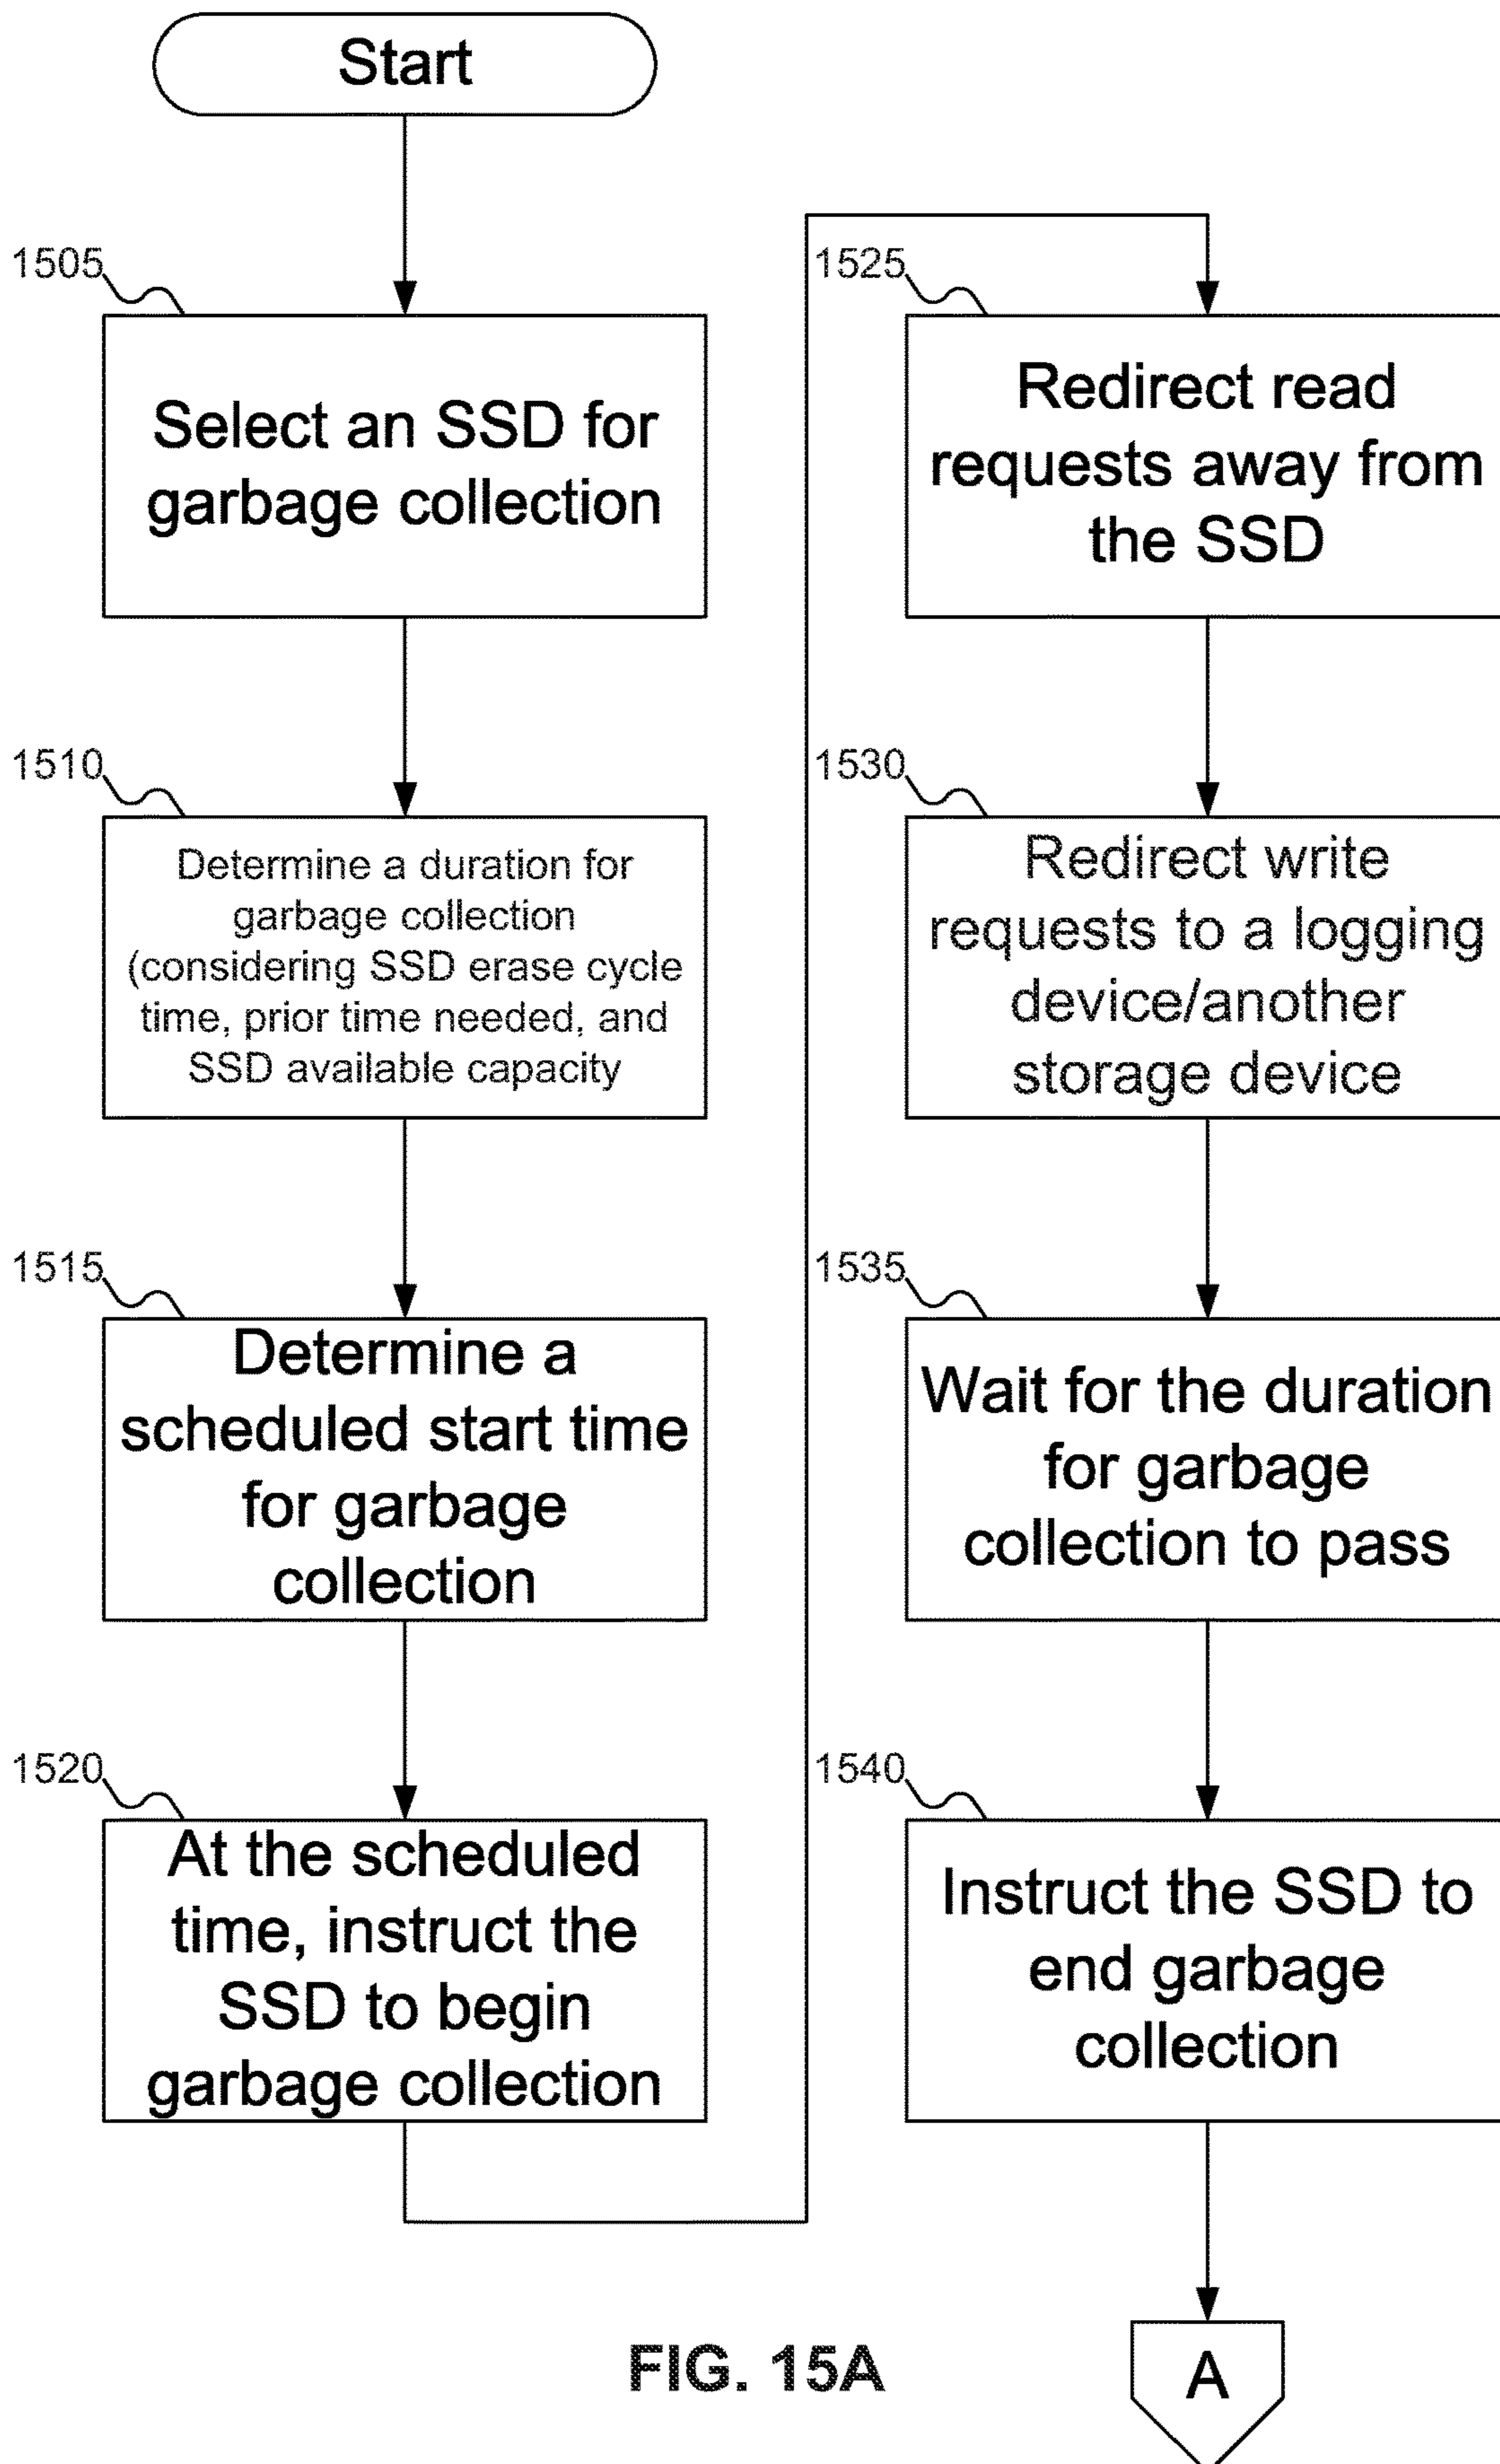 Start
1505
Select an SSD for
garbage collection
1510
Determine a duration for
garbage collection
(considering SSD erase cycle
time, prior time needed, and
SSD available capacity
1515
Determine a
scheduled start time
for garbage
collection
1520
At the scheduled
time, instruct the
SSD to begin
garbage collection
1525
Redirect read
requests away from
the SSD
1530
Redirect write
requests to a logging
device/another
storage device
1535
Wait for the duration
for garbage
collection to pass
1540
Instruct the SSD to
end garbage
collection
A
FIG. 15A